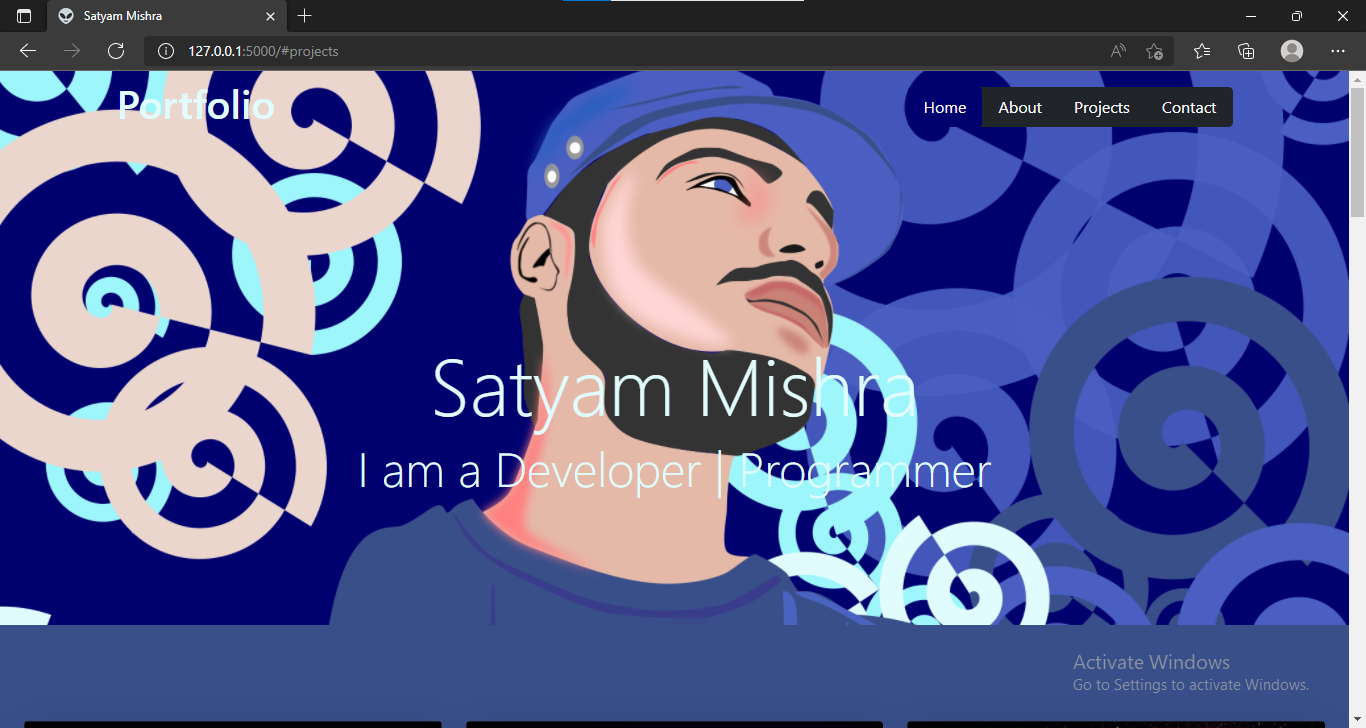 Satyam Mishra
127.0.0.1:5000/#projects
Portfolio
Home About Projects Contact
Satyam Mishra
I am a Developer | Programmer
Activate Windows
Go to Settings to activate Windows.